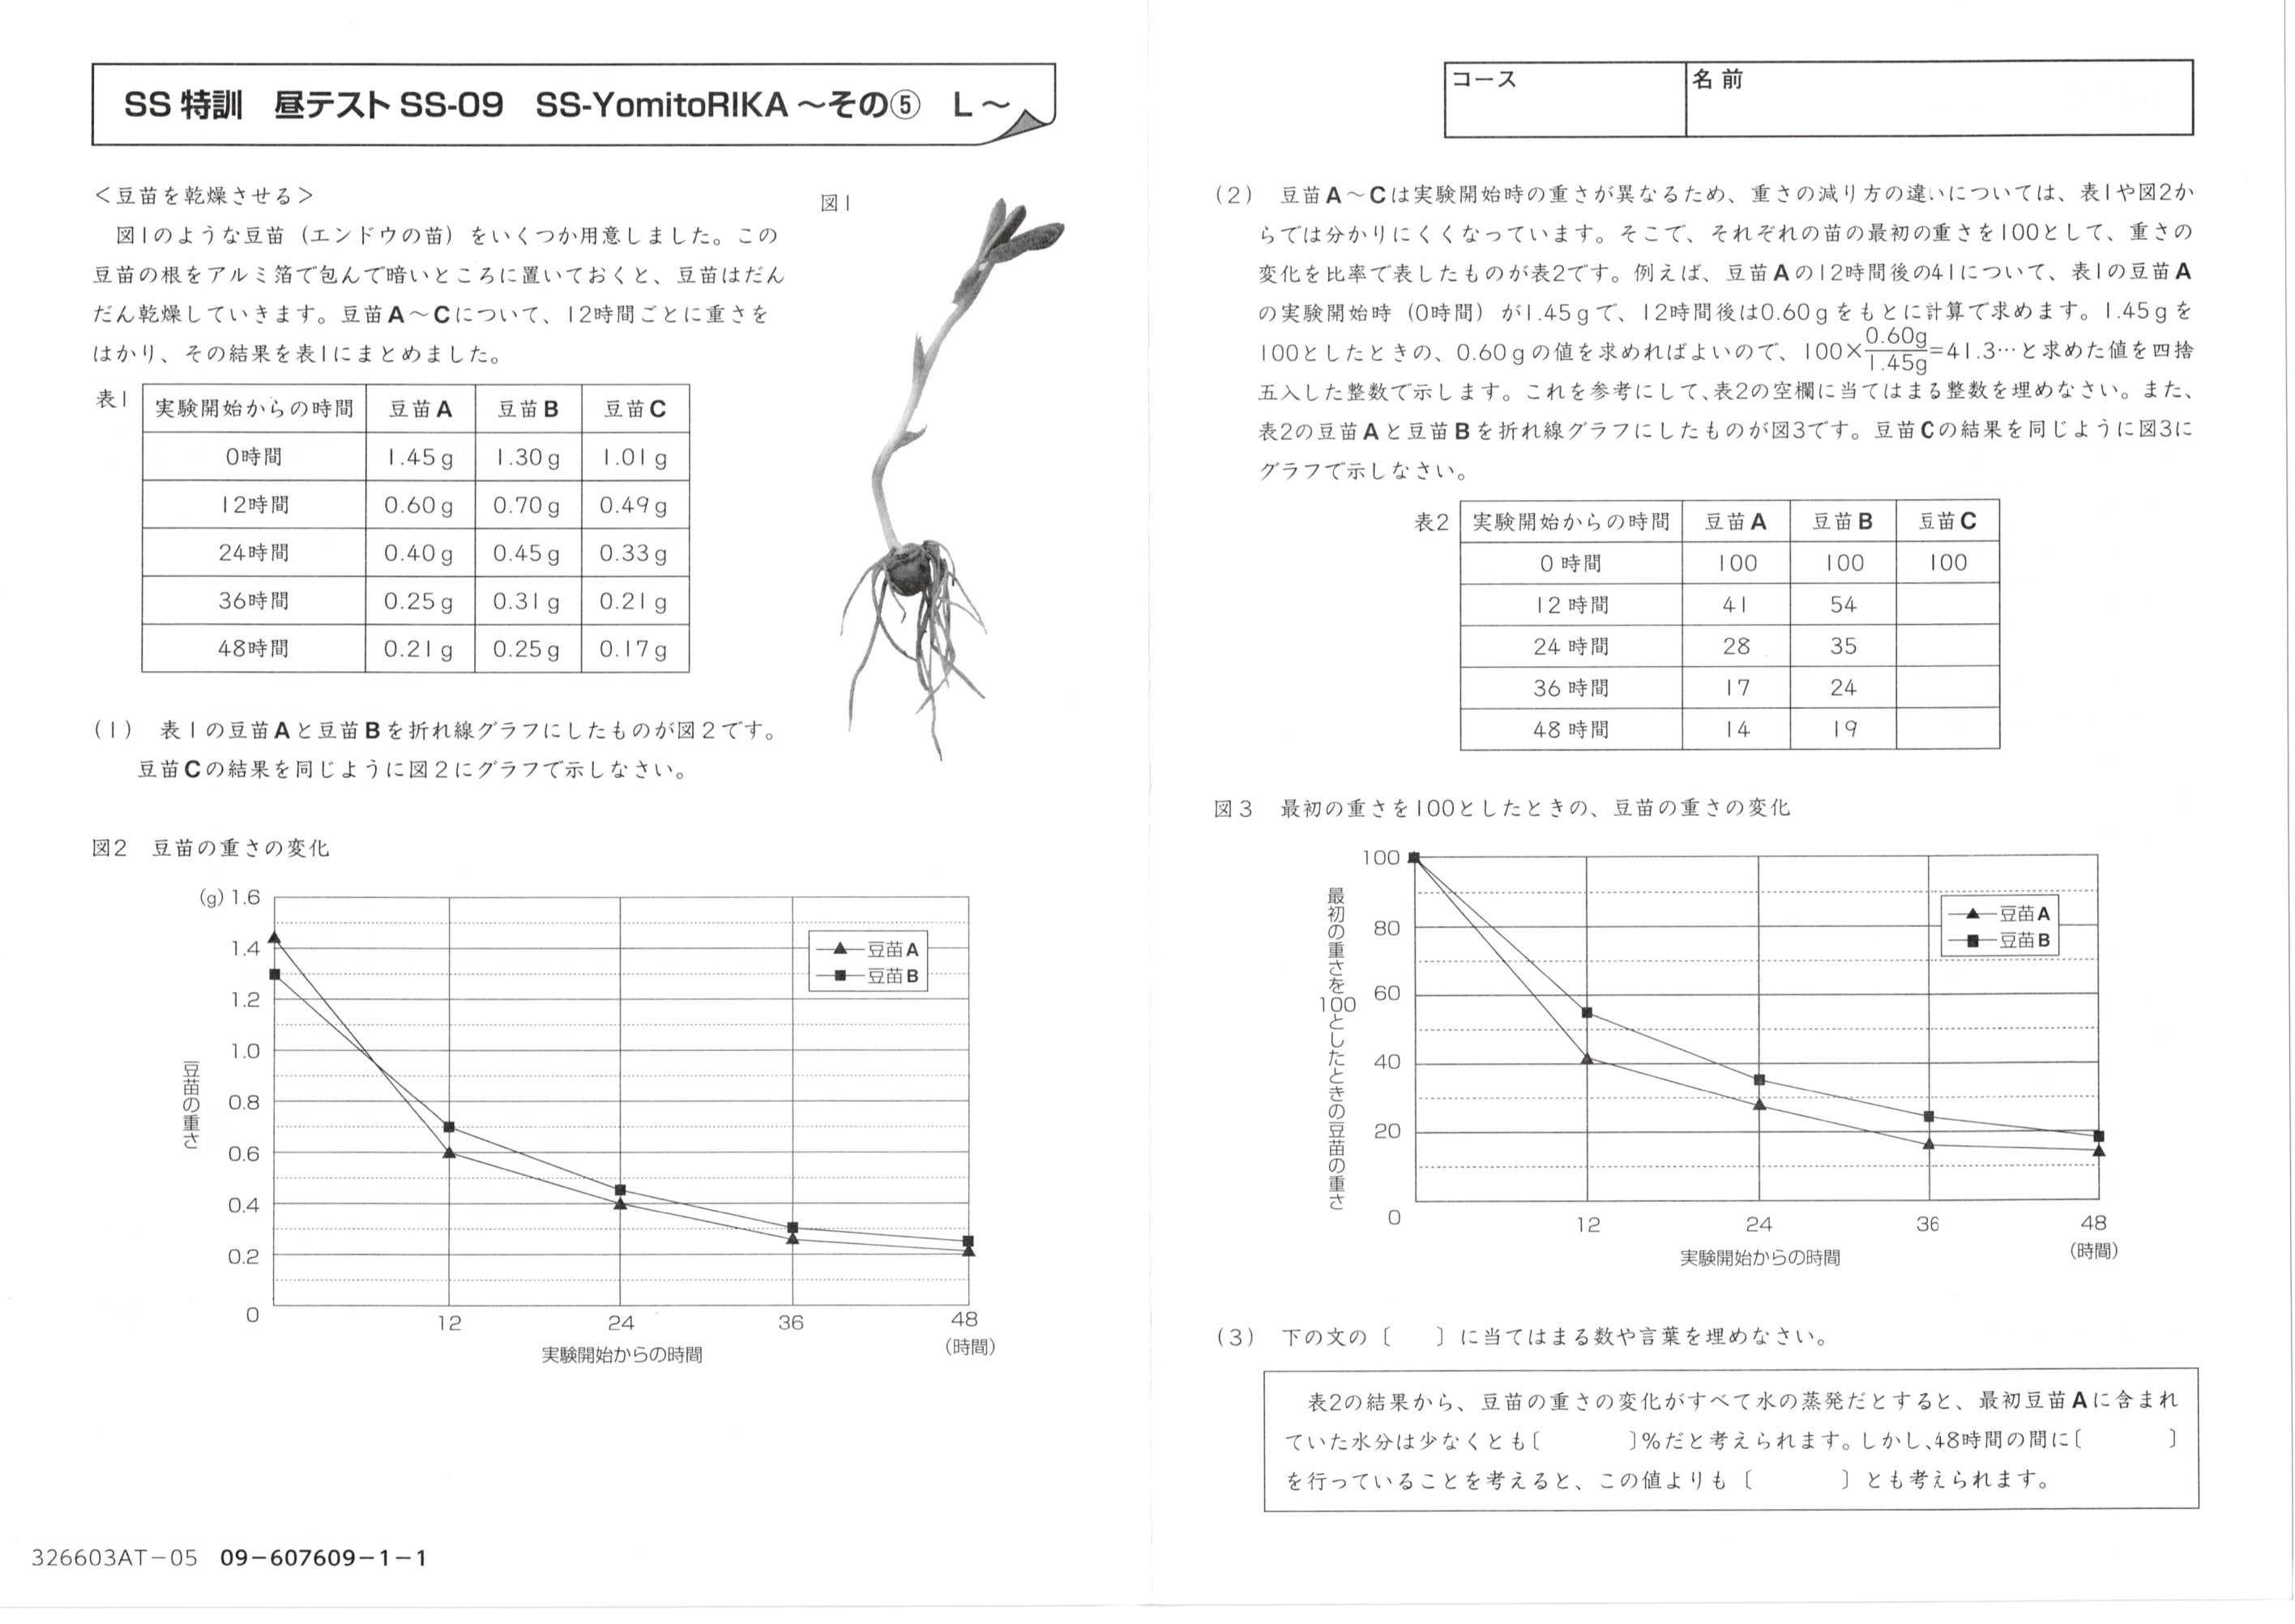 SS 特訓　昼テスト SS-09　SS-YomitoRIKA ～その⑤　L～
＜豆苗を乾燥させる＞
図1のような豆苗（エンドウの苗）をいくつか用意しました。この
豆苗の根をアルミ箔で包んで暗いところに置いておくと、豆苗はだん
だん乾燥していきます。豆苗A～Cについて、12時間ごとに重さを
はかり、その結果を表1にまとめました。
図1
表1
実験開始からの時間　豆苗A　豆苗B　豆苗C
0時間　1.45g　1.30g　1.01g
12時間　0.60g　0.70g　0.49g
24時間　0.40g　0.45g　0.33g
36時間　0.25g　0.31g　0.21g
48時間　0.21g　0.25g　0.17g
(1)　表1の豆苗Aと豆苗Bを折れ線グラフにしたものが図2です。
豆苗Cの結果を同じように図2にグラフで示しなさい。
図2　豆苗の重さの変化
(g) 1.6
1.4
1.2
1.0
0.8
0.6
0.4
0.2
0
豆苗の重さ
豆苗A
豆苗B
12　24　36　48
(時間)
実験開始からの時間
326603AT－05　09－607609－1－1
コース　名前
(2)　豆苗A～Cは実験開始時の重さが異なるため、重さの減り方の違いについては、表1や図2か
らでは分かりにくくなっています。そこで、それぞれの苗の最初の重さを100として、重さの
変化を比率で表したものが表2です。例えば、豆苗Aの12時間後の41について、表1の豆苗A
の実験開始時（0時間）が1.45gで、12時間後は0.60gをもとに計算で求めます。1.45gを
100としたときの、0.60gの値を求めればよいので、100×0.60g/1.45g=41.3…と求めた値を四捨
五入した整数で示します。これを参考にして、表2の空欄に当てはまる整数を埋めなさい。また、
表2の豆苗Aと豆苗Bを折れ線グラフにしたものが図3です。豆苗Cの結果を同じように図3に
グラフで示しなさい。
表2
実験開始からの時間　豆苗A　豆苗B　豆苗C
0時間　100　100　100
12時間　41　54
24時間　28　35
36時間　17　24
48時間　14　19
図3　最初の重さを100としたときの、豆苗の重さの変化
100
80
60
40
20
0
最初の重さを100としたときの豆苗の重さ
豆苗A
豆苗B
12　24　36　48
(時間)
実験開始からの時間
(3)　下の文の〔　　〕に当てはまる数や言葉を埋めなさい。
表2の結果から、豆苗の重さの変化がすべて水の蒸発だとすると、最初豆苗Aに含まれ
ていた水分は少なくとも〔　　　〕%だと考えられます。しかし、48時間の間に〔　　　〕
を行っていることを考えると、この値よりも〔　　　〕とも考えられます。